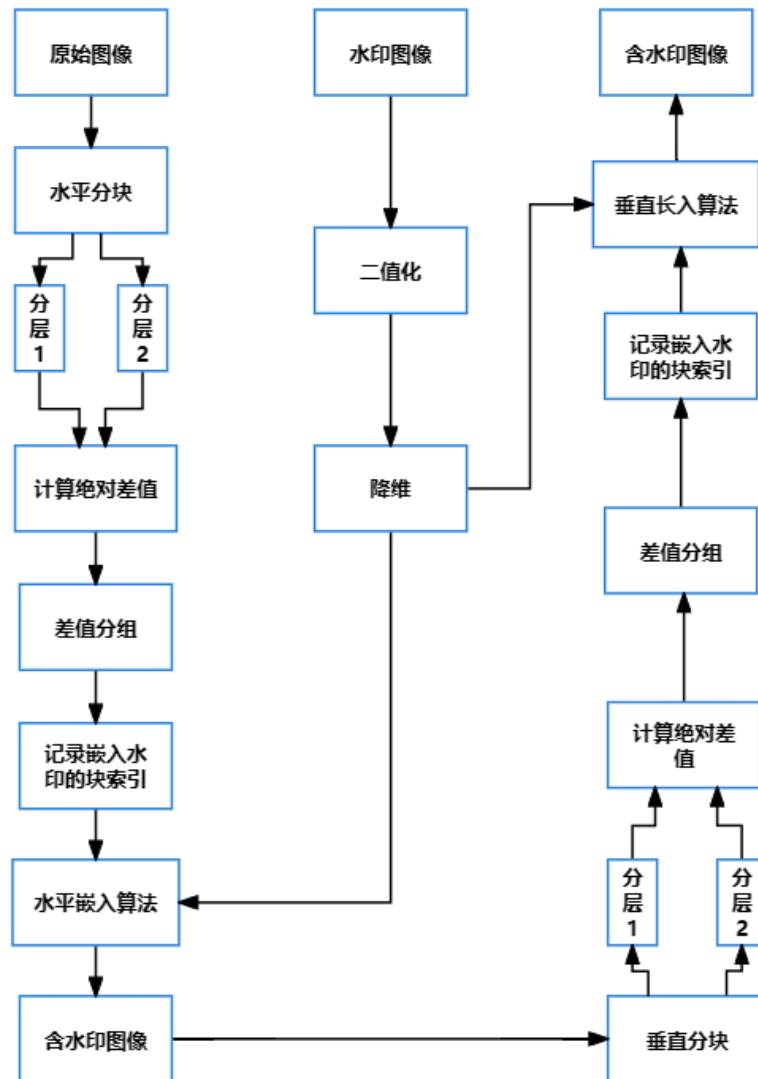 原始图像
水平分块
分
层
1
分
层
2
计算绝对差值
差值分组
记录嵌入水
印的块索引
水平嵌入算法
含水印图像
水印图像
二值化
降维
含水印图像
垂直长入算法
记录嵌入水
印的块索引
差值分组
计算绝对差
值
分
层
1
分
层
2
垂直分块